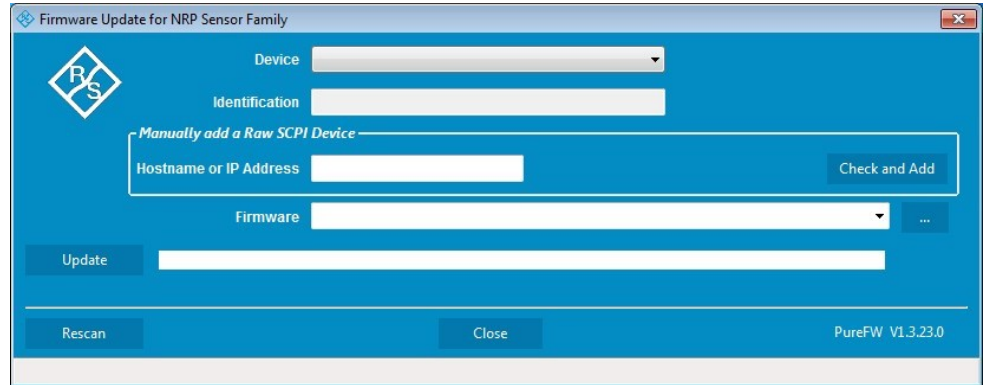 Firmware Update for NRP Sensor Family
R
S
Device
Identification
Manually add a Raw SCPI Device
Hostname or IP Address
Check and Add
Firmware
...
Update
Rescan
Close
PureFW V1.3.23.0